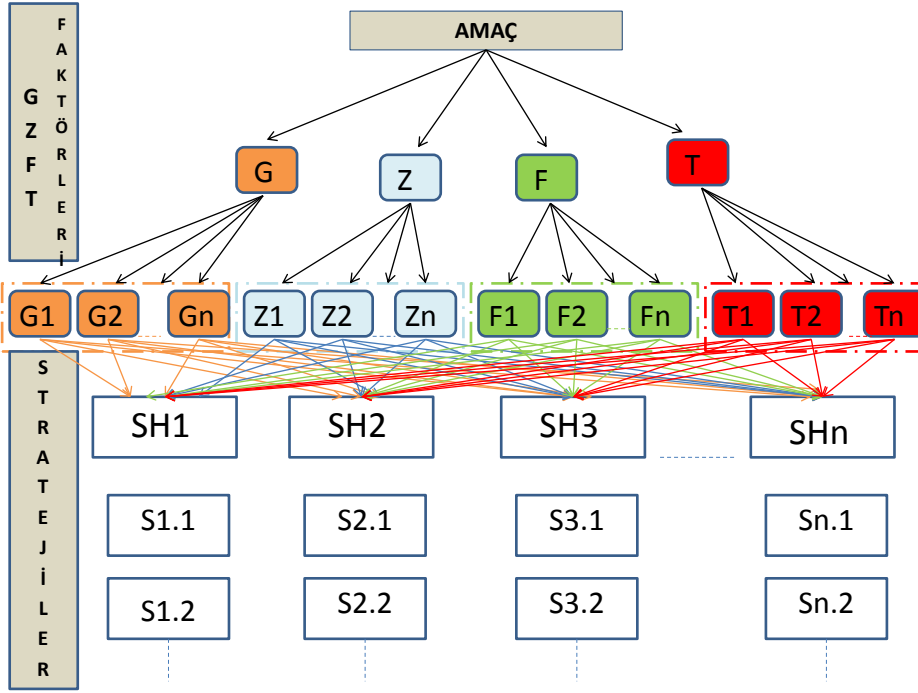 AMAÇ
GZFT
FAKTÖRLERİ
G Z F T
G1 G2 Gn Z1 Z2 Zn F1 F2 Fn T1 T2 Tn
STRATEJİLER
SH1 SH2 SH3 SHn
S1.1 S2.1 S3.1 Sn.1
S1.2 S2.2 S3.2 Sn.2